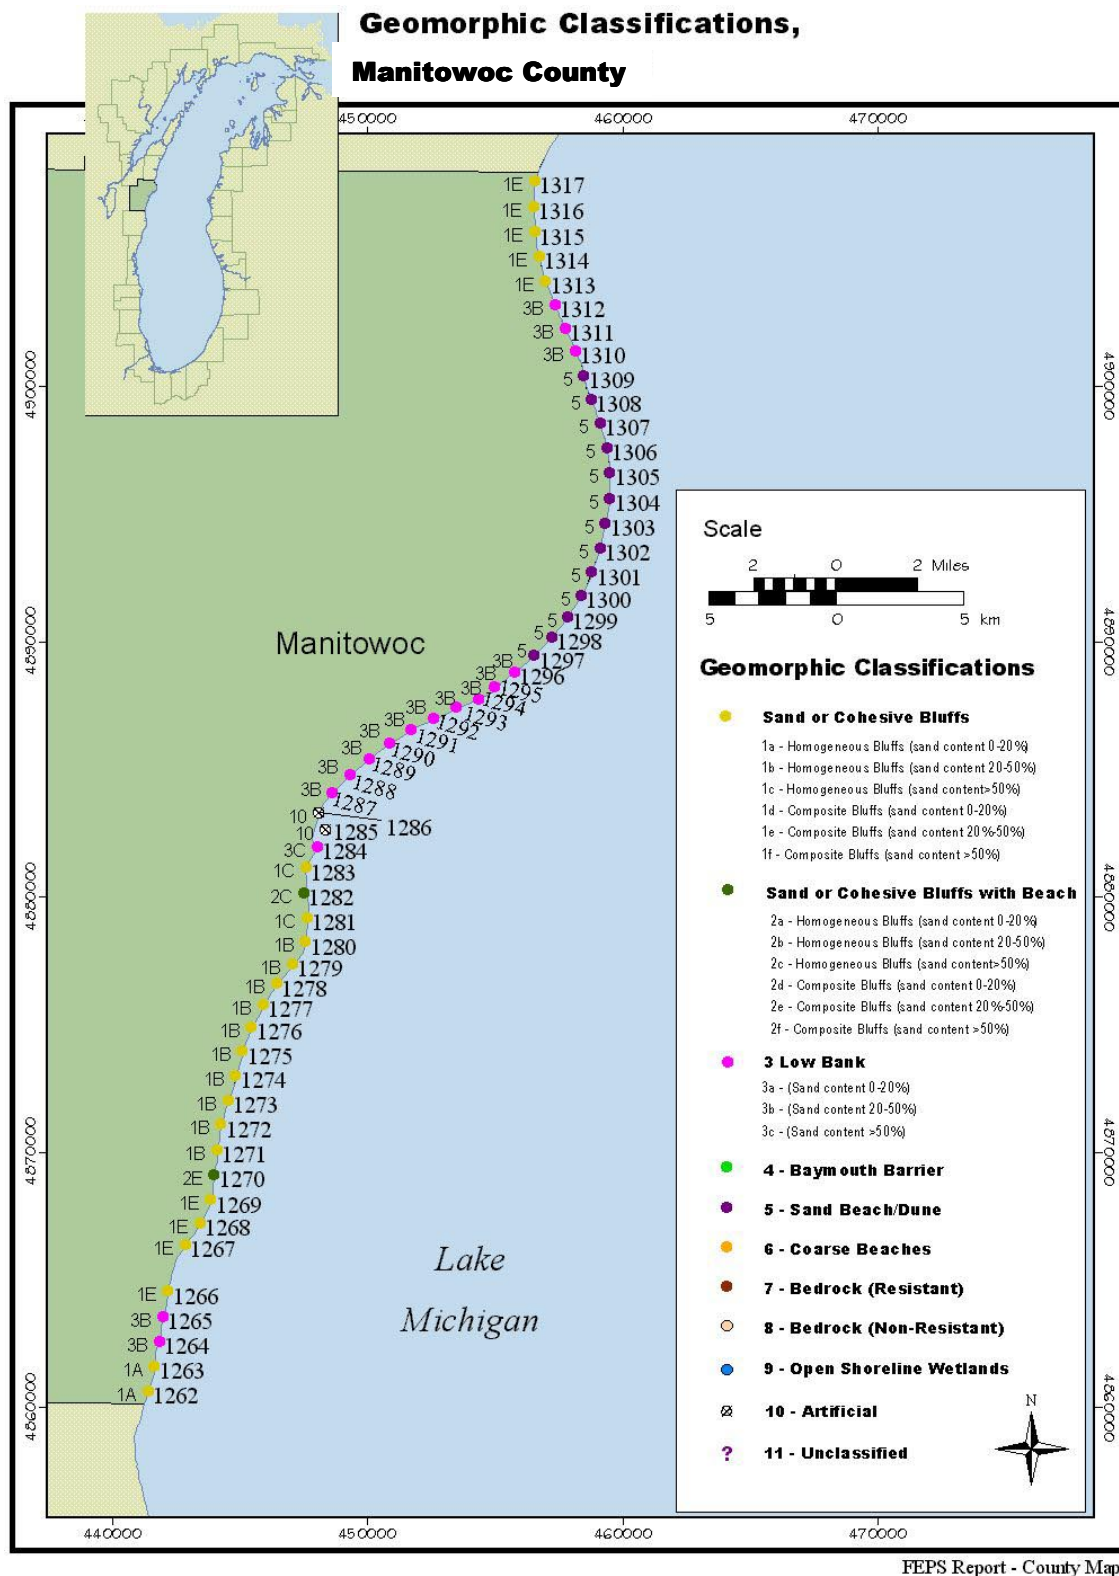 Geomorphic Classifications,
Manitowoc County
450000 460000 470000
1E 1317
1E 1316
1E 1315
1E 1314
1E 1313
3B 1312
3B 1311
3B 1310
5 1309
5 1308
5 1307
5 1306
5 1305
5 1304
5 1303
5 1302
5 1301
5 1300
5 1299
5 1298
5 1297
3B 1296
3B 1295
3B 1294
3B 1293
3B 1292
3B 1291
3B 1290
3B 1289
3B 1288
3B 1287
10 1286
10 1285
3C 1284
1C 1283
2C 1282
1C 1281
1B 1280
1B 1279
1B 1278
1B 1277
1B 1276
1B 1275
1B 1274
1B 1273
1B 1272
1B 1271
2E 1270
1E 1269
1E 1268
1E 1267
1E 1266
3B 1265
3B 1264
1A 1263
1A 1262
Manitowoc
Lake
Michigan
4900000
4890000
4880000
4870000
4860000
4900000
4890000
4880000
4870000
4860000
Scale
2 0 2 Miles
5 0 5 km
Geomorphic Classifications
Sand or Cohesive Bluffs
1a - Homogeneous Bluffs (sand content 0-20%)
1b - Homogeneous Bluffs (sand content 20-50%)
1c - Homogeneous Bluffs (sand content>50%)
1d - Composite Bluffs (sand content 0-20%)
1e - Composite Bluffs (sand content 20%-50%)
1f - Composite Bluffs (sand content >50%)
Sand or Cohesive Bluffs with Beach
2a - Homogeneous Bluffs (sand content 0-20%)
2b - Homogeneous Bluffs (sand content 20-50%)
2c - Homogeneous Bluffs (sand content>50%)
2d - Composite Bluffs (sand content 0-20%)
2e - Composite Bluffs (sand content 20%-50%)
2f - Composite Bluffs (sand content >50%)
3 Low Bank
3a - (Sand content 0-20%)
3b - (Sand content 20-50%)
3c - (Sand content >50%)
4 - Baymouth Barrier
5 - Sand Beach/Dune
6 - Coarse Beaches
7 - Bedrock (Resistant)
8 - Bedrock (Non-Resistant)
9 - Open Shoreline Wetlands
10 - Artificial
? 11 - Unclassified
N
440000 450000 460000 470000
FEPS Report - County Map